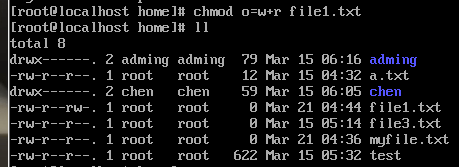 [root@localhost home]# chmod o=w+r file1.txt
[root@localhost home]# ll
total 8
drwx------. 2 adming adming  79 Mar 15 06:16 adming
-rw-r--r--. 1 root   root    12 Mar 15 04:32 a.txt
drwx------. 2 chen   chen    59 Mar 15 06:05 chen
-rw-r--rw-. 1 root   root     0 Mar 21 04:44 file1.txt
-rw-r--r--. 1 root   root     0 Mar 15 05:14 file3.txt
-rw-r--r--. 1 root   root     0 Mar 21 04:36 myfile.txt
-rw-r--r--. 1 root   root   622 Mar 15 05:32 test